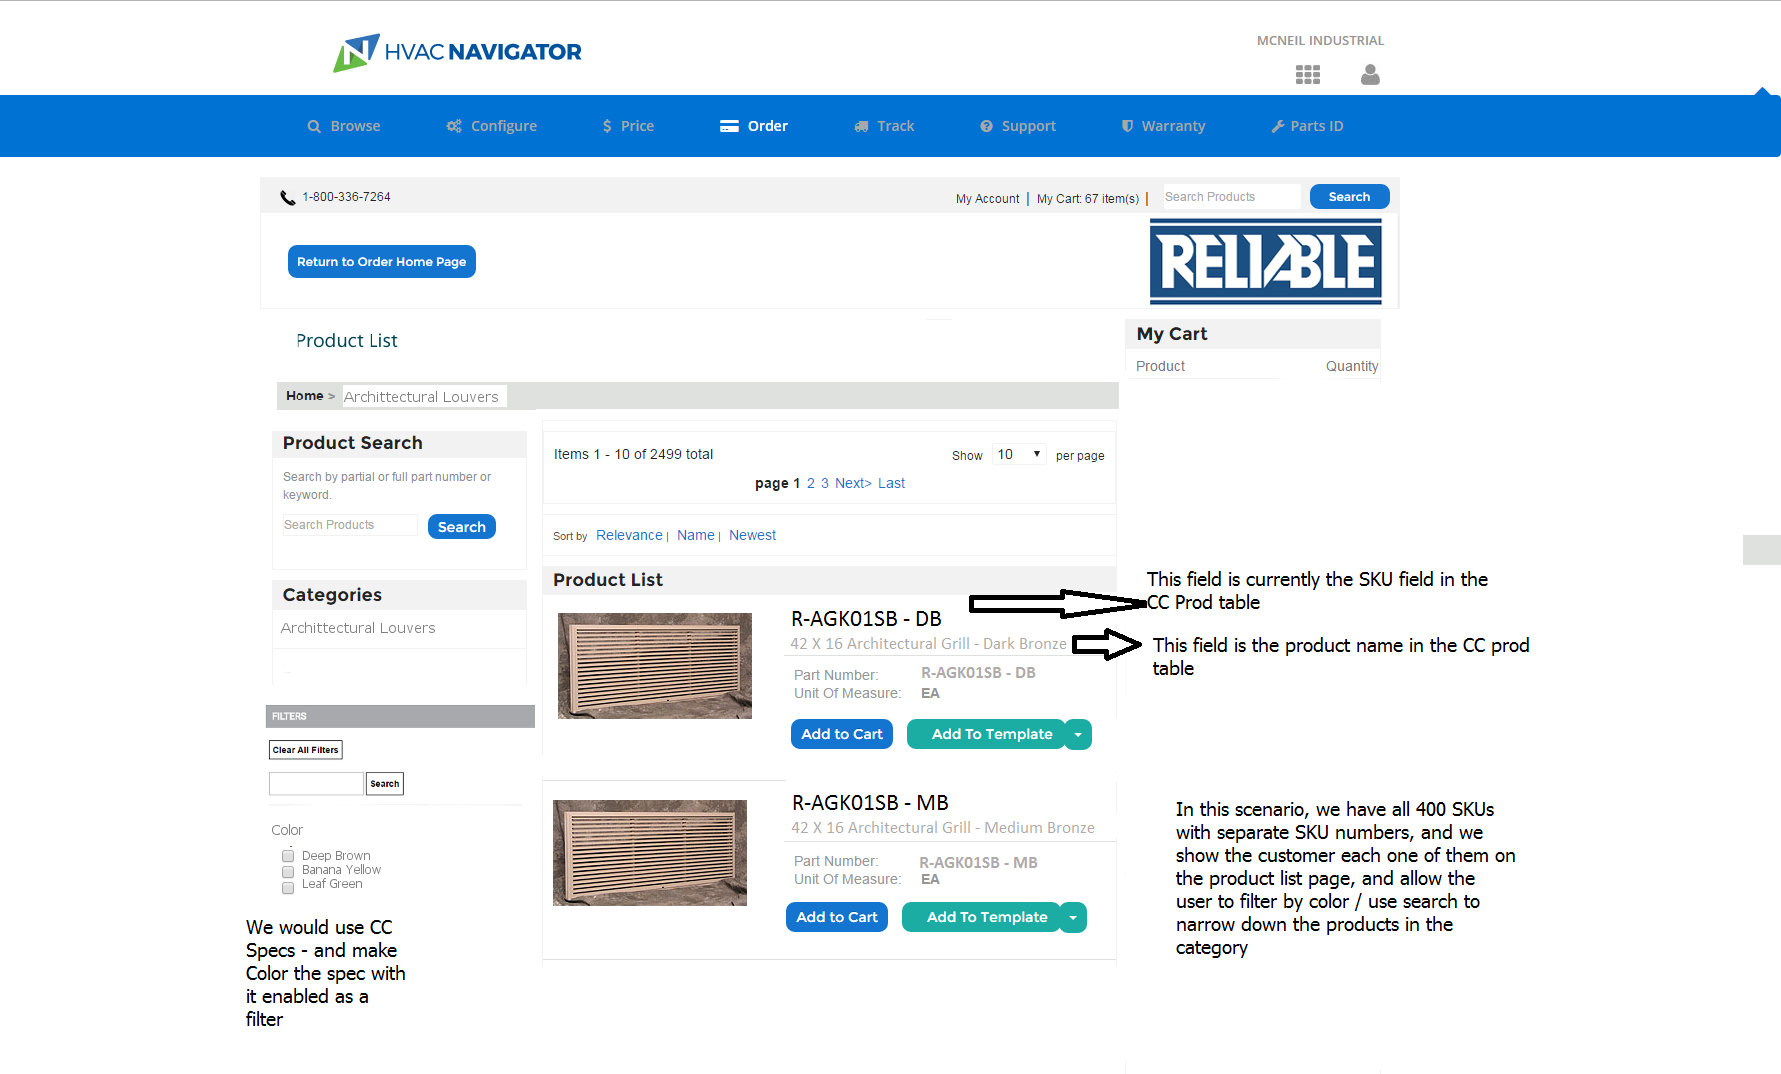 HVAC NAVIGATOR
MCNEIL INDUSTRIAL
Browse
Configure
Price
Order
Track
Support
Warranty
Parts ID
1-800-336-7264
My Account | My Cart: 67 item(s) |
Search Products
Search
Return to Order Home Page
RELIABLE
Product List
My Cart
Product Quantity
Home > Archittectural Louvers
Product Search
Search by partial or full part number or
keyword.
Search Products
Search
Categories
Archittectural Louvers
FILTERS
Clear All Filters
Search
Color
Deep Brown
Banana Yellow
Leaf Green
We would use CC
Specs - and make
Color the spec with
it enabled as a
filter
Items 1 - 10 of 2499 total
Show 10 per page
page 1 2 3 Next> Last
Sort by Relevance | Name | Newest
Product List
R-AGK01SB - DB
42 X 16 Architectural Grill - Dark Bronze
Part Number: R-AGK01SB - DB
Unit Of Measure: EA
Add to Cart
Add To Template
R-AGK01SB - MB
42 X 16 Architectural Grill - Medium Bronze
Part Number: R-AGK01SB - MB
Unit Of Measure: EA
Add to Cart
Add To Template
This field is currently the SKU field in the
CC Prod table
This field is the product name in the CC prod
table
In this scenario, we have all 400 SKUs
with separate SKU numbers, and we
show the customer each one of them on
the product list page, and allow the
user to filter by color / use search to
narrow down the products in the
category